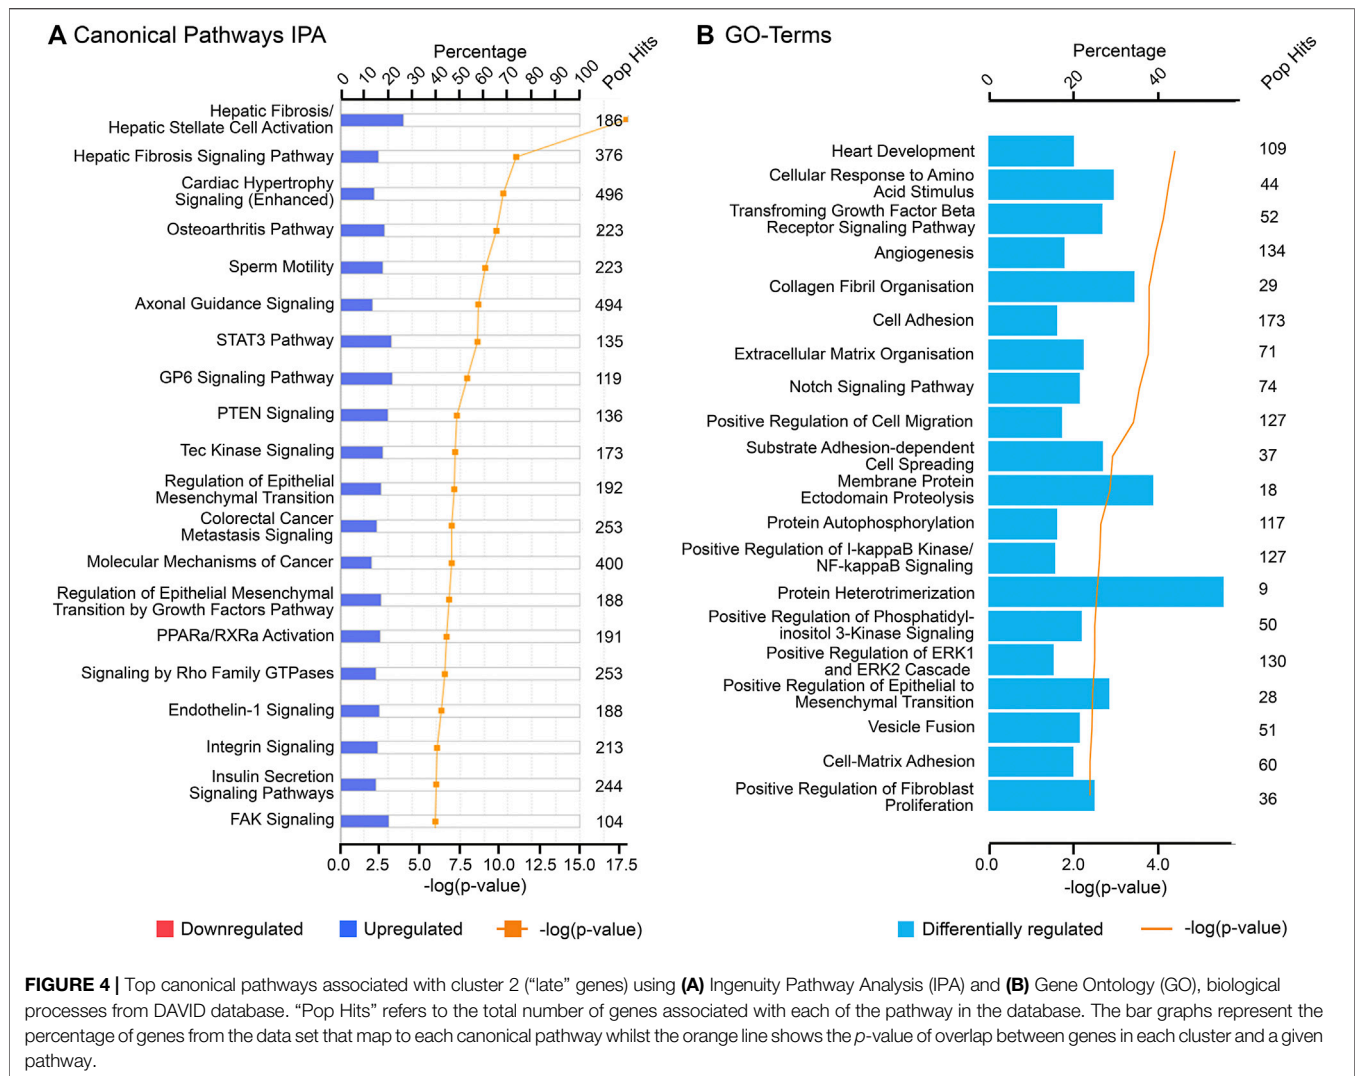 A Canonical Pathways IPA
Percentage
0 10 20 30 40 50 60 70 80 90 100
Pop Hits
Hepatic Fibrosis/
Hepatic Stellate Cell Activation
186
Hepatic Fibrosis Signaling Pathway
376
Cardiac Hypertrophy
Signaling (Enhanced)
496
Osteoarthritis Pathway
223
Sperm Motility
223
Axonal Guidance Signaling
494
STAT3 Pathway
135
GP6 Signaling Pathway
119
PTEN Signaling
136
Tec Kinase Signaling
173
Regulation of Epithelial
Mesenchymal Transition
192
Colorectal Cancer
Metastasis Signaling
253
Molecular Mechanisms of Cancer
400
Regulation of Epithelial Mesenchymal
Transition by Growth Factors Pathway
188
PPARa/RXRa Activation
191
Signaling by Rho Family GTPases
253
Endothelin-1 Signaling
188
Integrin Signaling
213
Insulin Secretion
Signaling Pathways
244
FAK Signaling
104
0.0 2.5 5.0 7.5 10.0 12.5 15.0 17.5
-log(p-value)
Downregulated Upregulated -log(p-value)
B GO-Terms
Percentage
0 20 40
Pop Hits
Heart Development
109
Cellular Response to Amino
Acid Stimulus
44
Transfroming Growth Factor Beta
Receptor Signaling Pathway
52
Angiogenesis
134
Collagen Fibril Organisation
29
Cell Adhesion
173
Extracellular Matrix Organisation
71
Notch Signaling Pathway
74
Positive Regulation of Cell Migration
127
Substrate Adhesion-dependent
Cell Spreading
37
Membrane Protein
Ectodomain Proteolysis
18
Protein Autophosphorylation
117
Positive Regulation of I-kappaB Kinase/
NF-kappaB Signaling
127
Protein Heterotrimerization
9
Positive Regulation of Phosphatidyl-
inositol 3-Kinase Signaling
50
Positive Regulation of ERK1
and ERK2 Cascade
130
Positive Regulation of Epithelial to
Mesenchymal Transition
28
Vesicle Fusion
51
Cell-Matrix Adhesion
60
Positive Regulation of Fibroblast
Proliferation
36
0.0 2.0 4.0
-log(p-value)
Differentially regulated -log(p-value)
FIGURE 4 | Top canonical pathways associated with cluster 2 (“late” genes) using (A) Ingenuity Pathway Analysis (IPA) and (B) Gene Ontology (GO), biological
processes from DAVID database. “Pop Hits” refers to the total number of genes associated with each of the pathway in the database. The bar graphs represent the
percentage of genes from the data set that map to each canonical pathway whilst the orange line shows the p-value of overlap between genes in each cluster and a given
pathway.